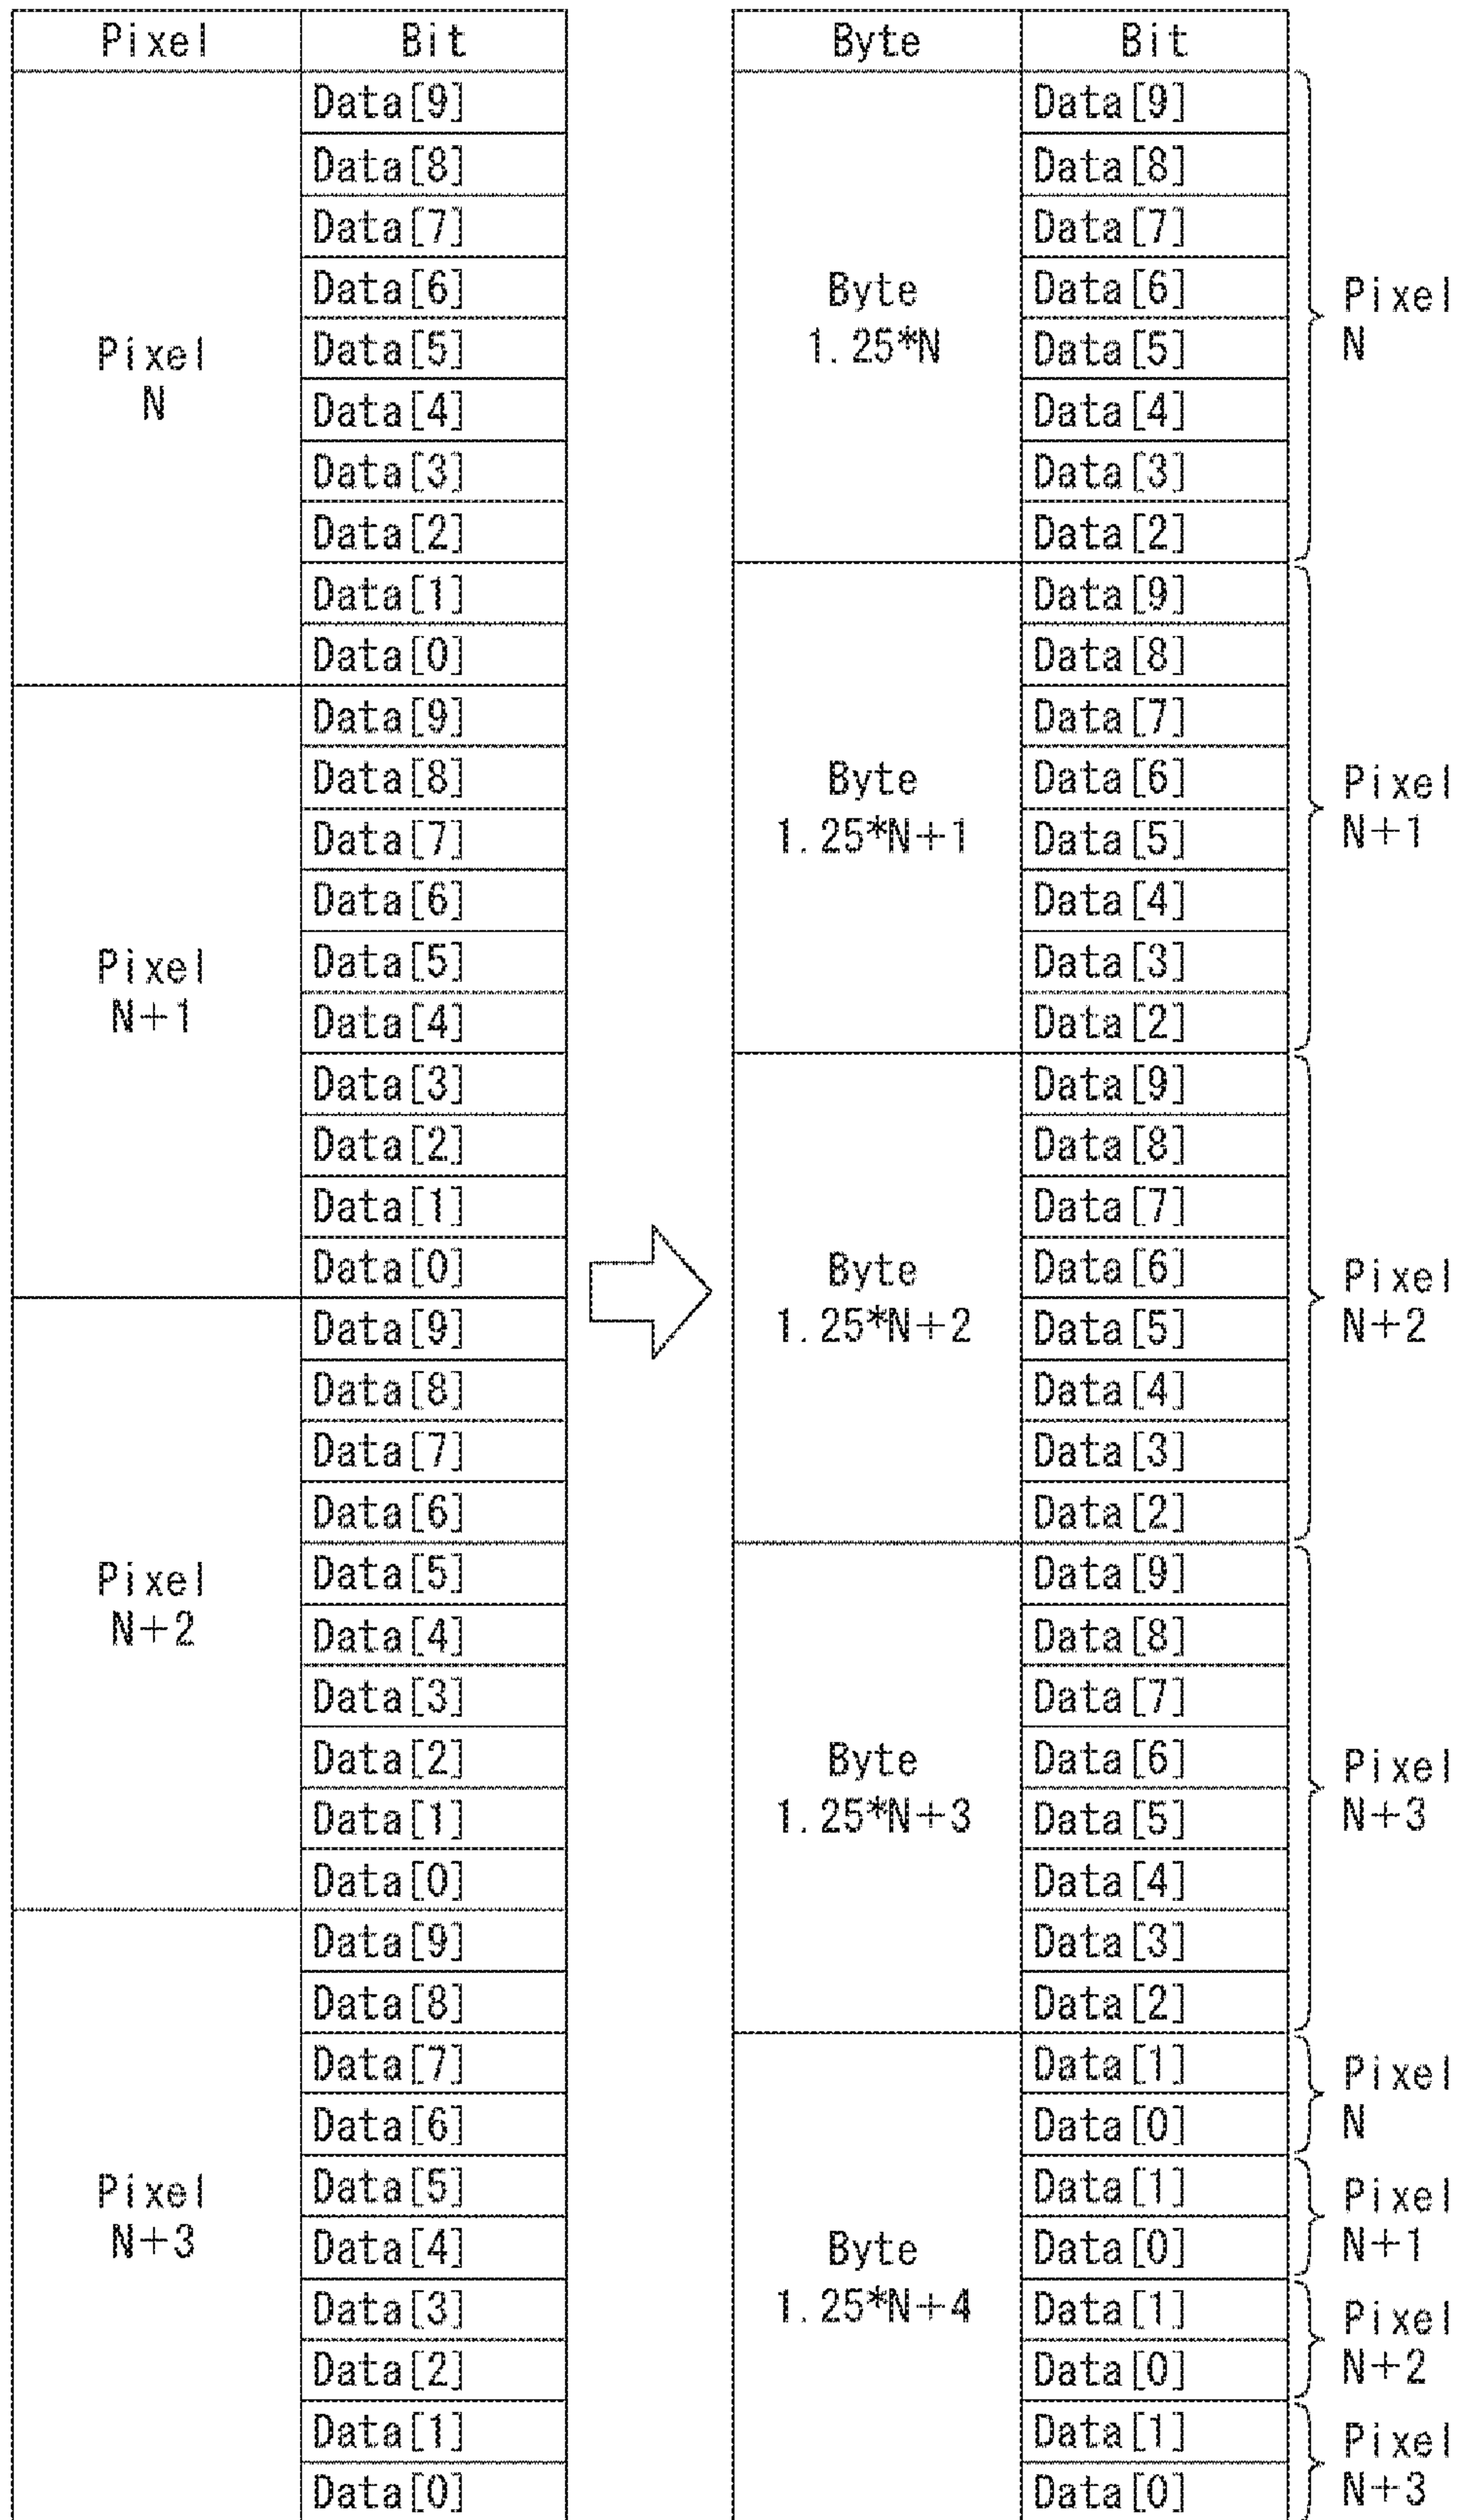 Pixel Bit
Pixel
N
Data[9]
Data[8]
Data[7]
Data[6]
Data[5]
Data[4]
Data[3]
Data[2]
Data[1]
Data[0]
Pixel
N+1
Data[9]
Data[8]
Data[7]
Data[6]
Data[5]
Data[4]
Data[3]
Data[2]
Data[1]
Data[0]
Pixel
N+2
Data[9]
Data[8]
Data[7]
Data[6]
Data[5]
Data[4]
Data[3]
Data[2]
Data[1]
Data[0]
Pixel
N+3
Data[9]
Data[8]
Data[7]
Data[6]
Data[5]
Data[4]
Data[3]
Data[2]
Data[1]
Data[0]
Byte Bit
Byte
1.25*N
Data[9]
Data[8]
Data[7]
Data[6]
Data[5]
Data[4]
Data[3]
Data[2]
Pixel
N
Byte
1.25*N+1
Data[9]
Data[8]
Data[7]
Data[6]
Data[5]
Data[4]
Data[3]
Data[2]
Pixel
N+1
Byte
1.25*N+2
Data[9]
Data[8]
Data[7]
Data[6]
Data[5]
Data[4]
Data[3]
Data[2]
Pixel
N+2
Byte
1.25*N+3
Data[9]
Data[8]
Data[7]
Data[6]
Data[5]
Data[4]
Data[3]
Data[2]
Pixel
N+3
Byte
1.25*N+4
Data[1]
Data[0]
Pixel
N
Data[1]
Data[0]
Pixel
N+1
Data[1]
Data[0]
Pixel
N+2
Data[1]
Data[0]
Pixel
N+3